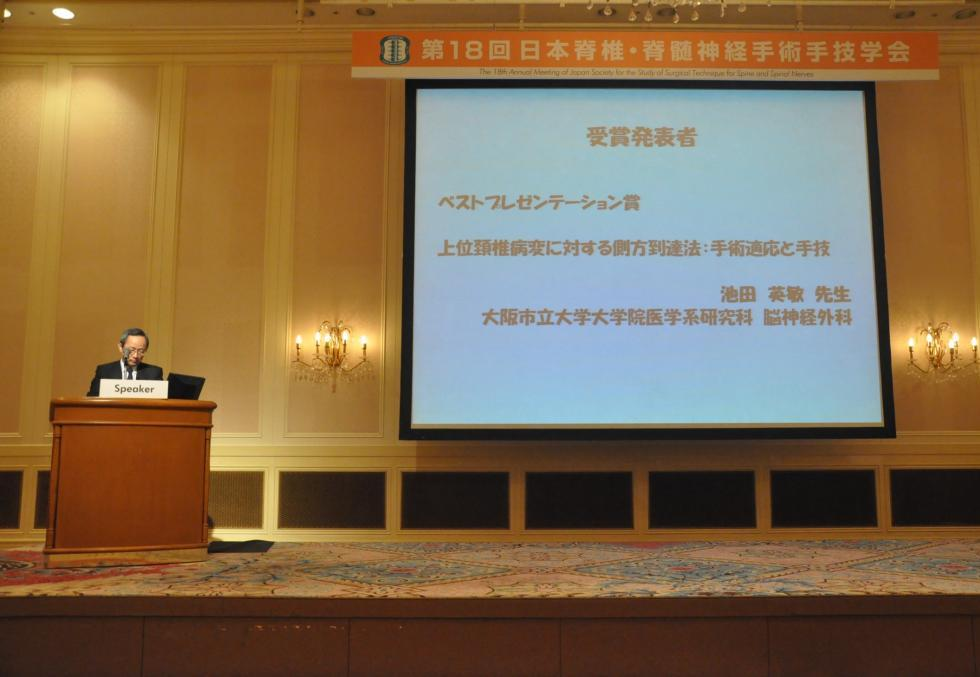 第18回 日本脊椎・脊髄神経手術手技学会
The 18th Annual Meeting of Japan Society for the Study of Surgical Technique for Spine and Spinal Nerves
受賞発表者
ベストプレゼンテーション賞
上位頚椎病変に対する側方到達法：手術適応と手技
池田 英敏 先生
大阪市立大学大学院医学系研究科 脳神経外科
Speaker